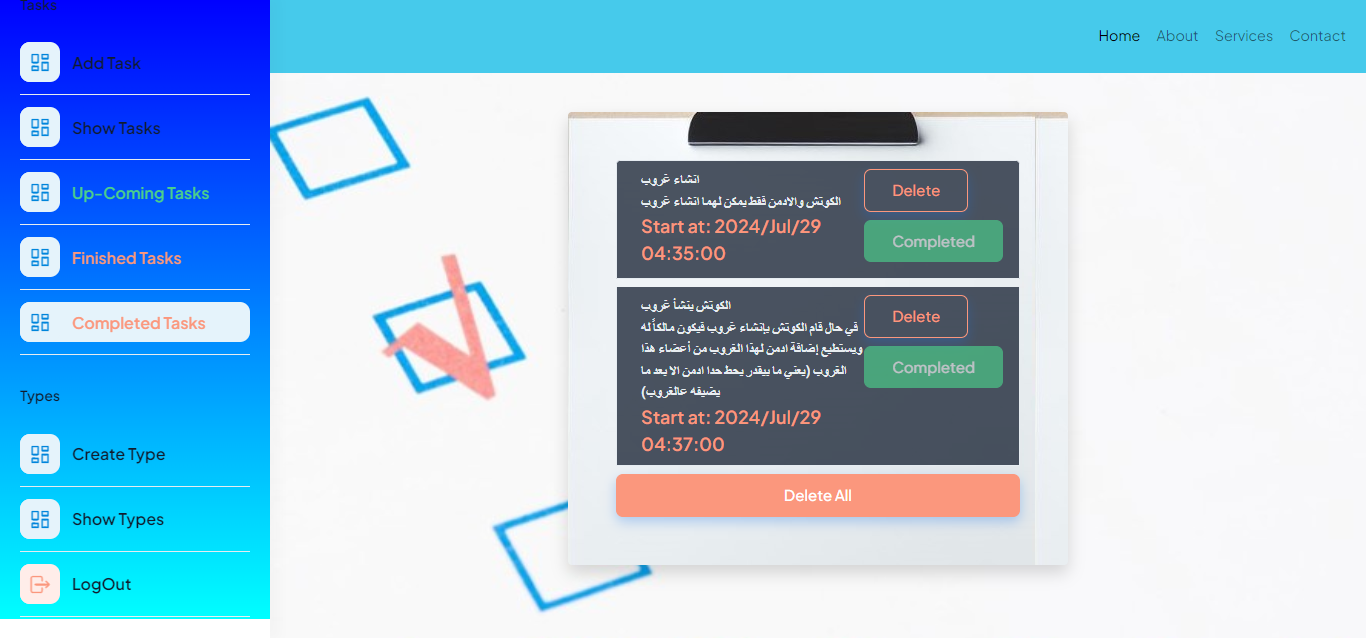 Tasks
Add Task
Show Tasks
Up-Coming Tasks
Finished Tasks
Completed Tasks
Types
Create Type
Show Types
LogOut
Home About Services Contact
انشاء غروب
الكوتش والادمن فقط يمكن لهما انشاء غروب
Start at: 2024/Jul/29
04:35:00
Delete
Completed
الكوتش ينشأ غروب
في حال قام الكوتش بإنشاء غروب فيكون مالكاً له
ويستطيع إضافة ادمن لهذا الغروب من أعضاء هذا
الغروب (يعني ما بيقدر يحط حدا ادمن الا بعد ما
يضيفه عالغروب)
Start at: 2024/Jul/29
04:37:00
Delete
Completed
Delete All